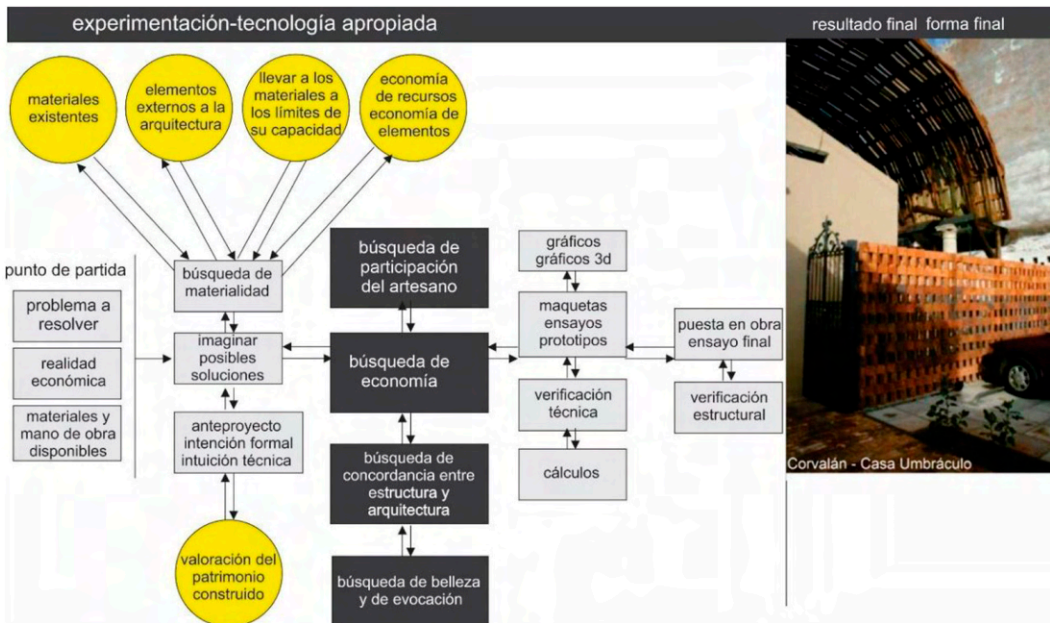 experimentación-tecnología apropiada
resultado final forma final
materiales
existentes
elementos
externos a la
arquitectura
llevar a los
materiales a
los límites de
su capacidad
economía
de recursos
economía de
elementos
punto de partida
problema a
resolver
realidad
económica
materiales y
mano de obra
disponibles
búsqueda de
materialidad
imaginar
posibles
soluciones
anteproyecto
intención formal
intuición técnica
valoración del
patrimonio
construido
búsqueda de
participación
del artesano
búsqueda
de
economía
búsqueda de
concordancia entre
estructura y
arquitectura
búsqueda de belleza
y de evocación
gráficos
gráficos 3d
maquetas
ensayos
prototipos
verificación
técnica
cálculos
puesta en obra
ensayo final
verificación
estructural
Corvalán - Casa Umbráculo